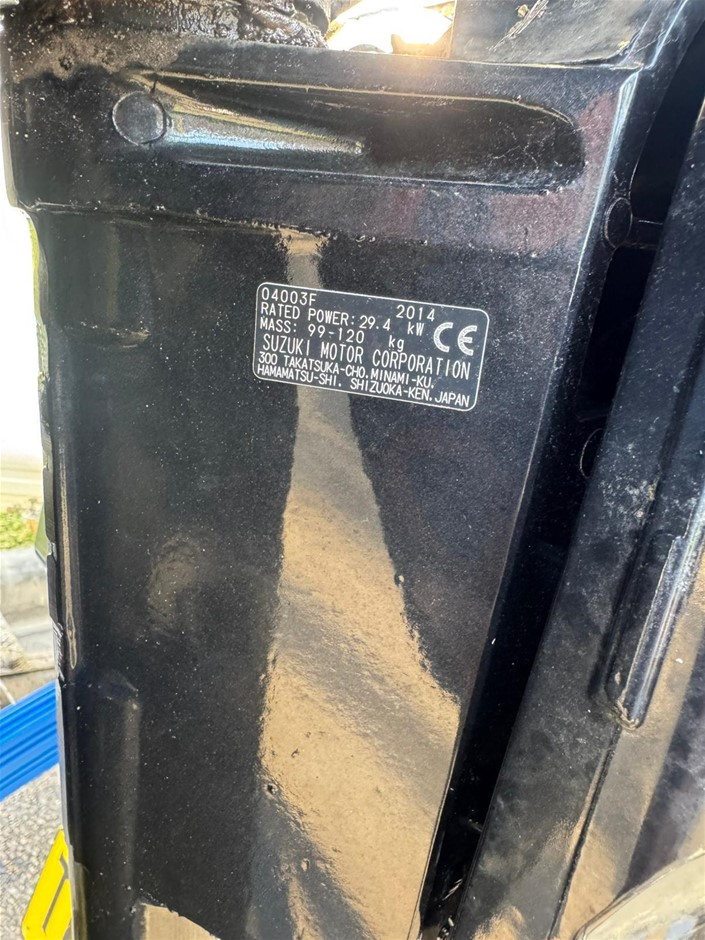 04003F 2014
RATED POWER: 29.4 kW CE
MASS: 99-120 kg
SUZUKI MOTOR CORPORATION
300 TAKATSUKA-CHO, MINAMI-KU,
HAMAMATSU-SHI. SHIZUOKA-KEN, JAPAN